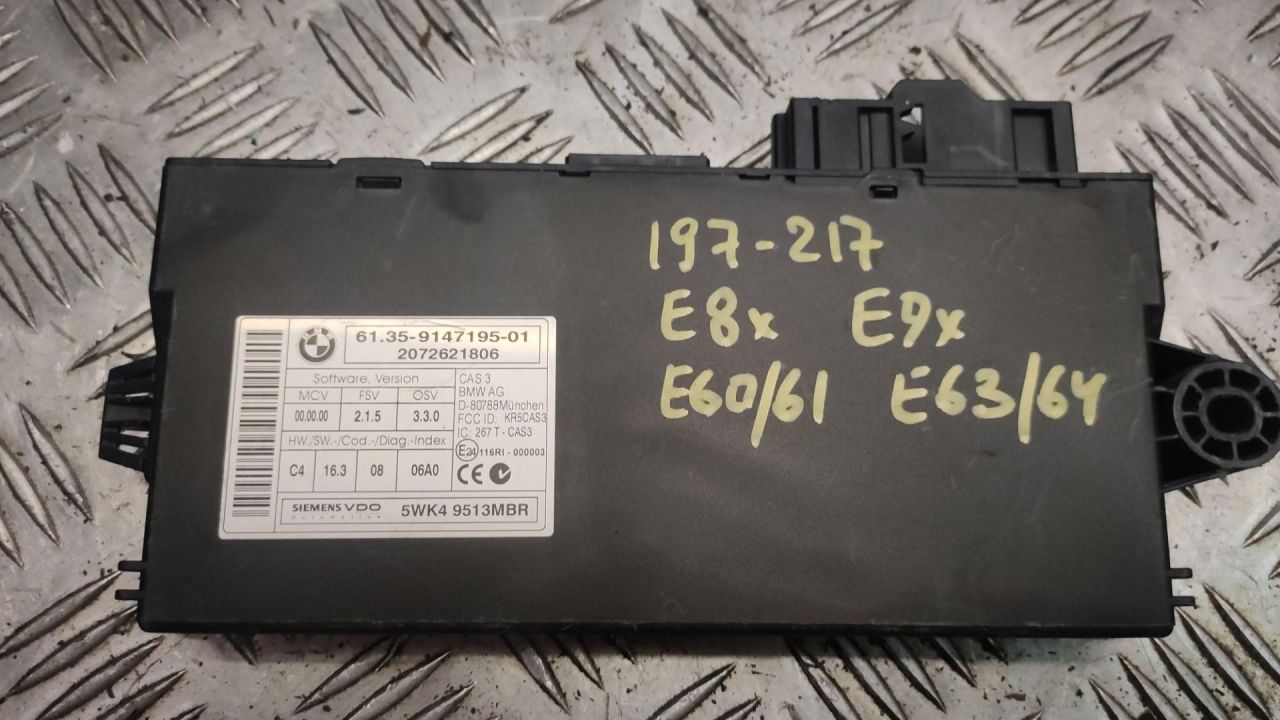 197-217
E8x E9x
E60/61 E63/64
BMW
61.35-9147195-01
2072621806
Software, Version
MCV FSV OSV
00.00.00 2.1.5 3.3.0
HW./SW.-/Cod.-/Diag.-Index
C4 16.3 08 06A0
CAS 3
BMW AG
D-80788München
FCC ID: KR5CAS3
IC: 267 T - CAS3
E24 116RI - 000003
CE
SIEMENS VDO
Automotive
5WK4 9513MBR